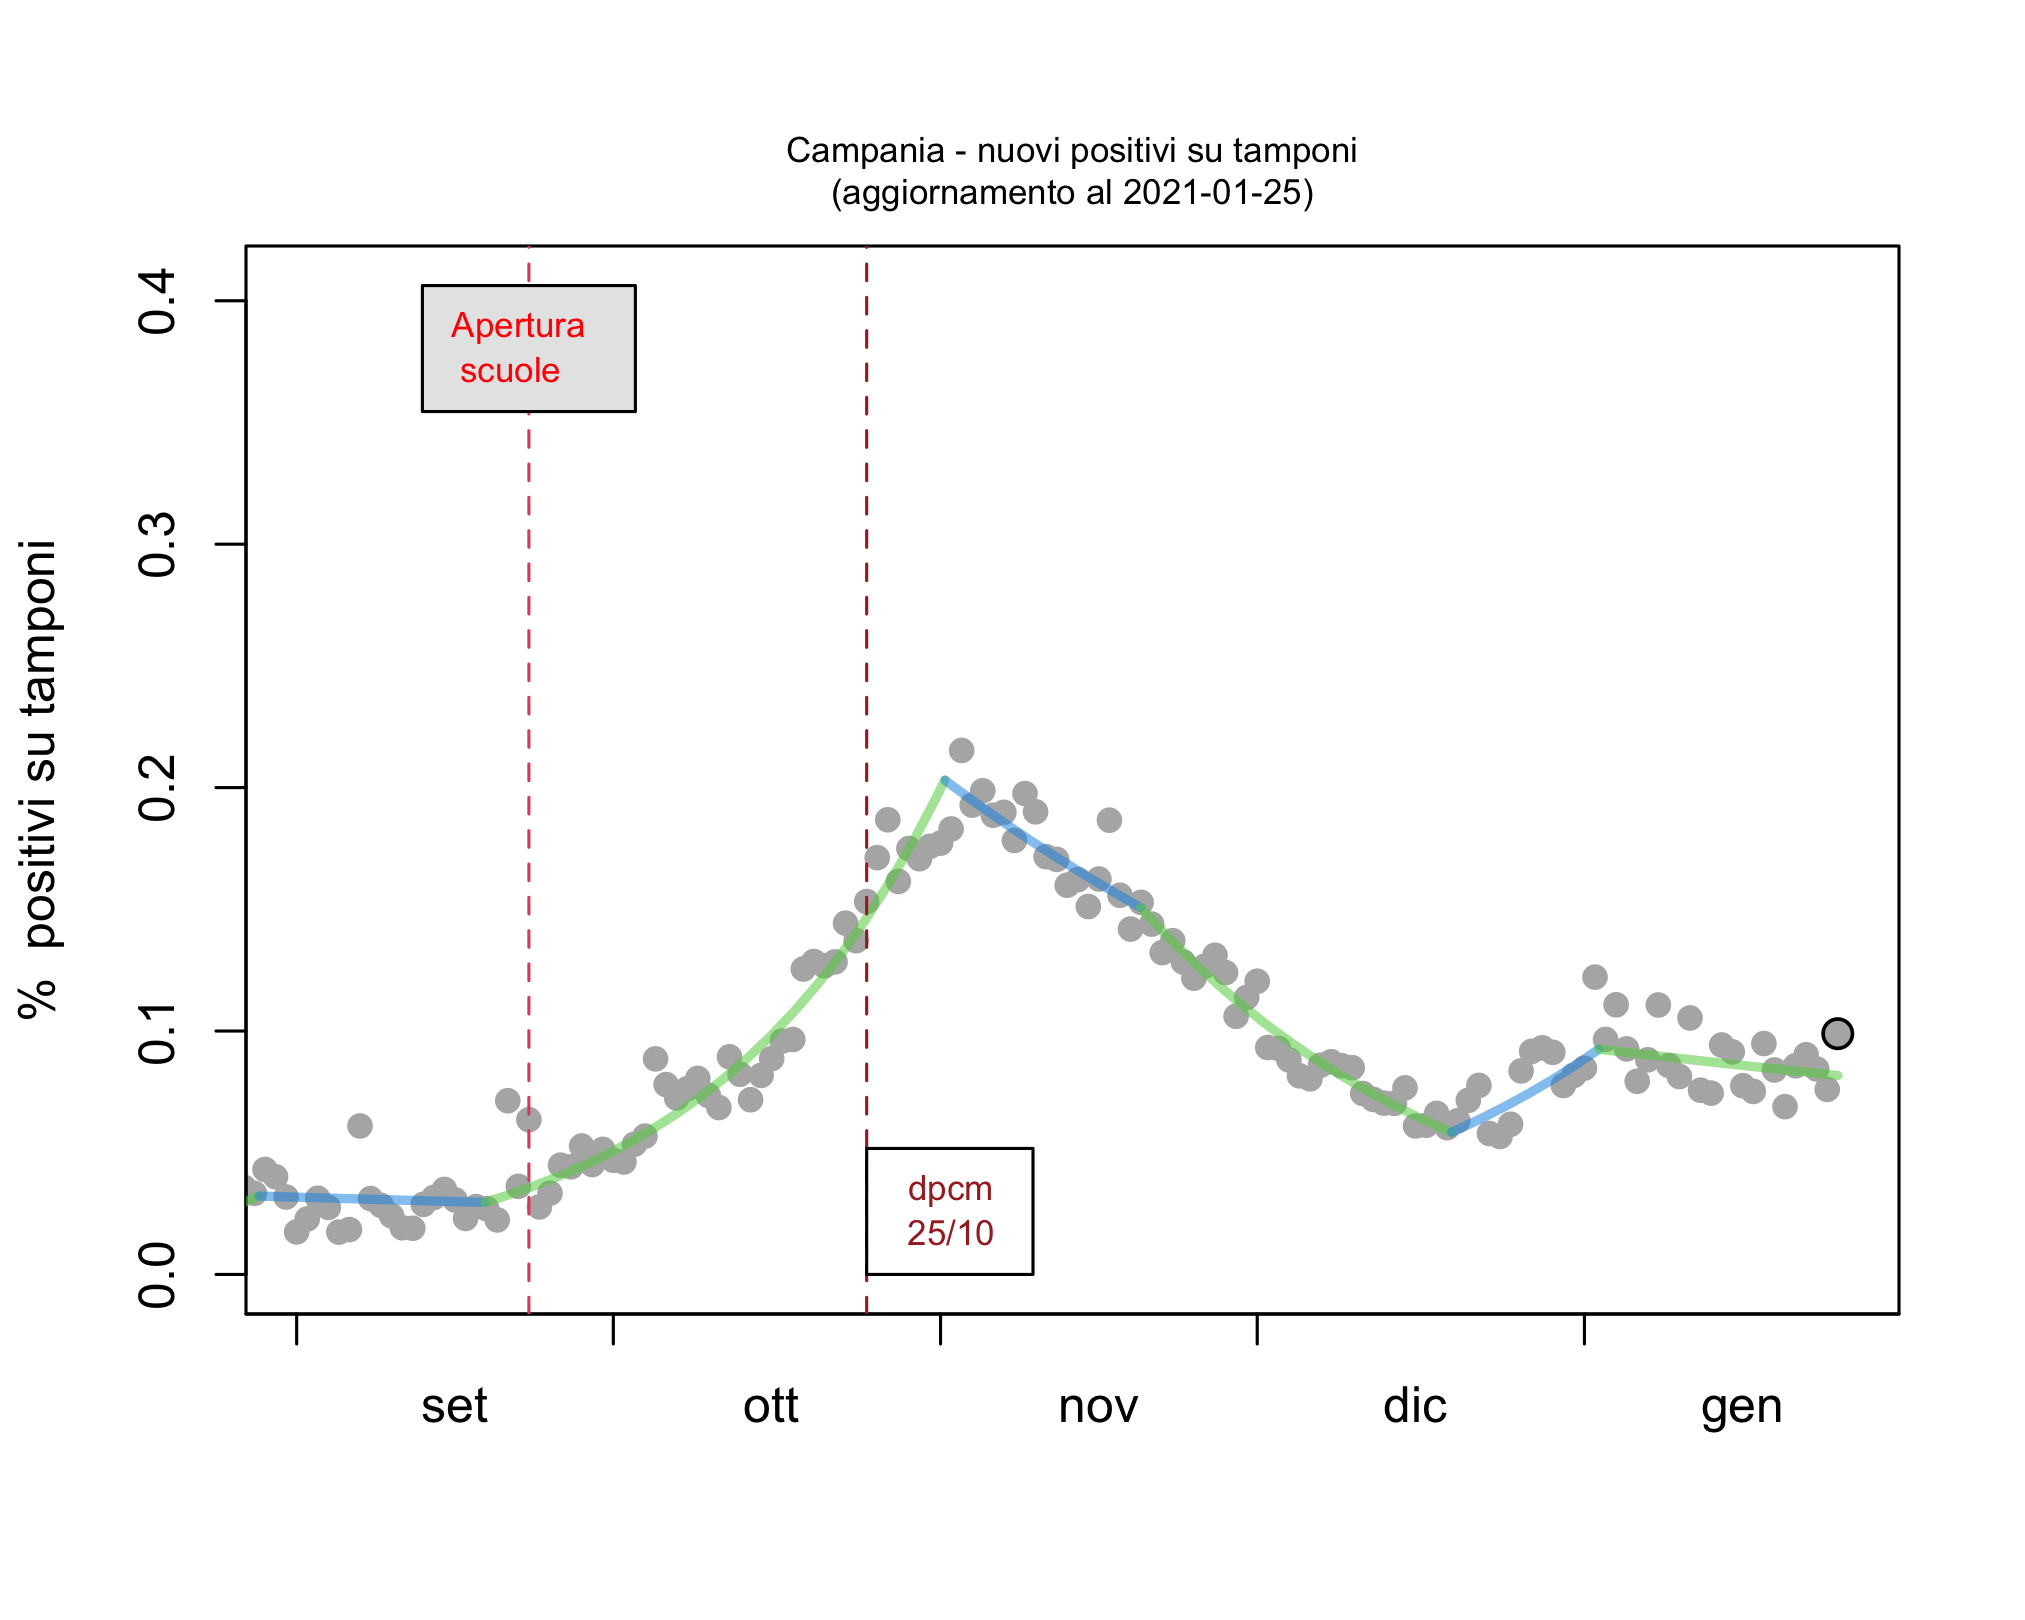 Campania - nuovi positivi su tamponi
(aggiornamento al 2021-01-25)
% positivi su tamponi
0.4
0.3
0.2
0.1
0.0
Apertura
scuole
dpcm
25/10
set
ott
nov
dic
gen